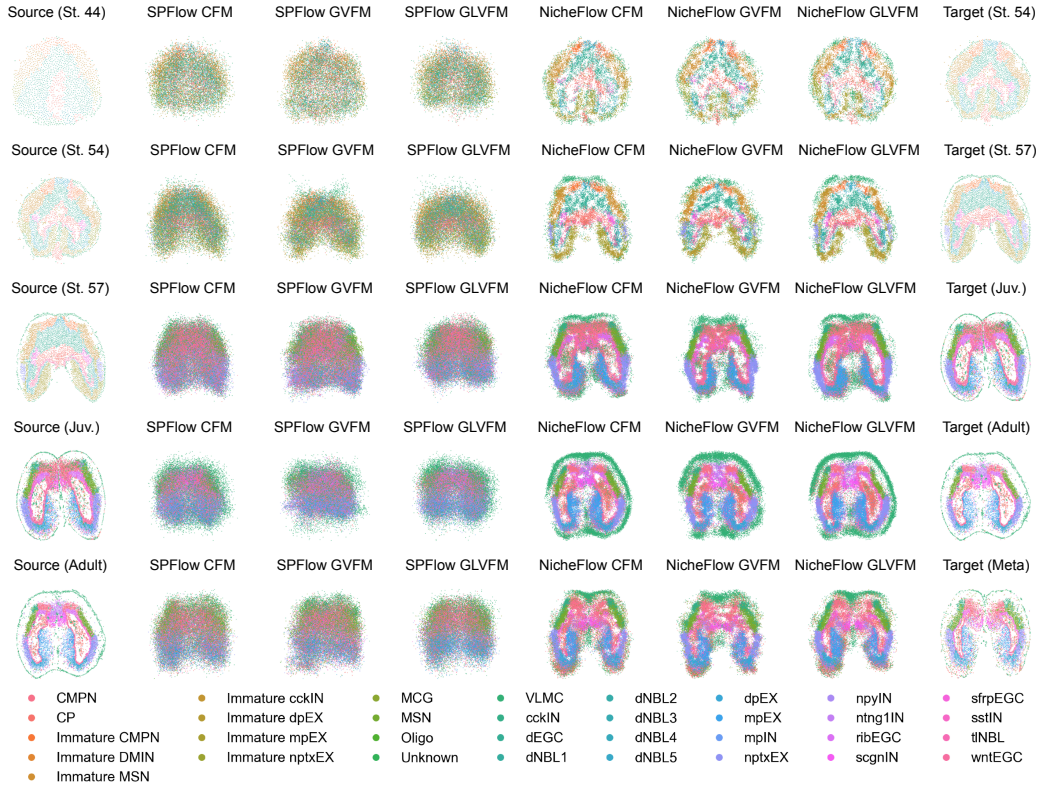 Source (St. 44) SPFlow CFM SPFlow GVFM SPFlow GLVFM NicheFlow CFM NicheFlow GVFM NicheFlow GLVFM Target (St. 54)
Source (St. 54) SPFlow CFM SPFlow GVFM SPFlow GLVFM NicheFlow CFM NicheFlow GVFM NicheFlow GLVFM Target (St. 57)
Source (St. 57) SPFlow CFM SPFlow GVFM SPFlow GLVFM NicheFlow CFM NicheFlow GVFM NicheFlow GLVFM Target (Juv.)
Source (Juv.) SPFlow CFM SPFlow GVFM SPFlow GLVFM NicheFlow CFM NicheFlow GVFM NicheFlow GLVFM Target (Adult)
Source (Adult) SPFlow CFM SPFlow GVFM SPFlow GLVFM NicheFlow CFM NicheFlow GVFM NicheFlow GLVFM Target (Meta)
CMPN Immature cckIN MCG VLMC dNBL2 dpEX npyIN sfrpEGC
CP Immature dpEX MSN cckIN dNBL3 mpEX ntng1IN sstIN
Immature CMPN Immature mpEX Oligo dEGC dNBL4 mpIN ribEGC tlNBL
Immature DMIN Immature nptxEX Unknown dNBL1 dNBL5 nptxEX scgnIN wntEGC
Immature MSN